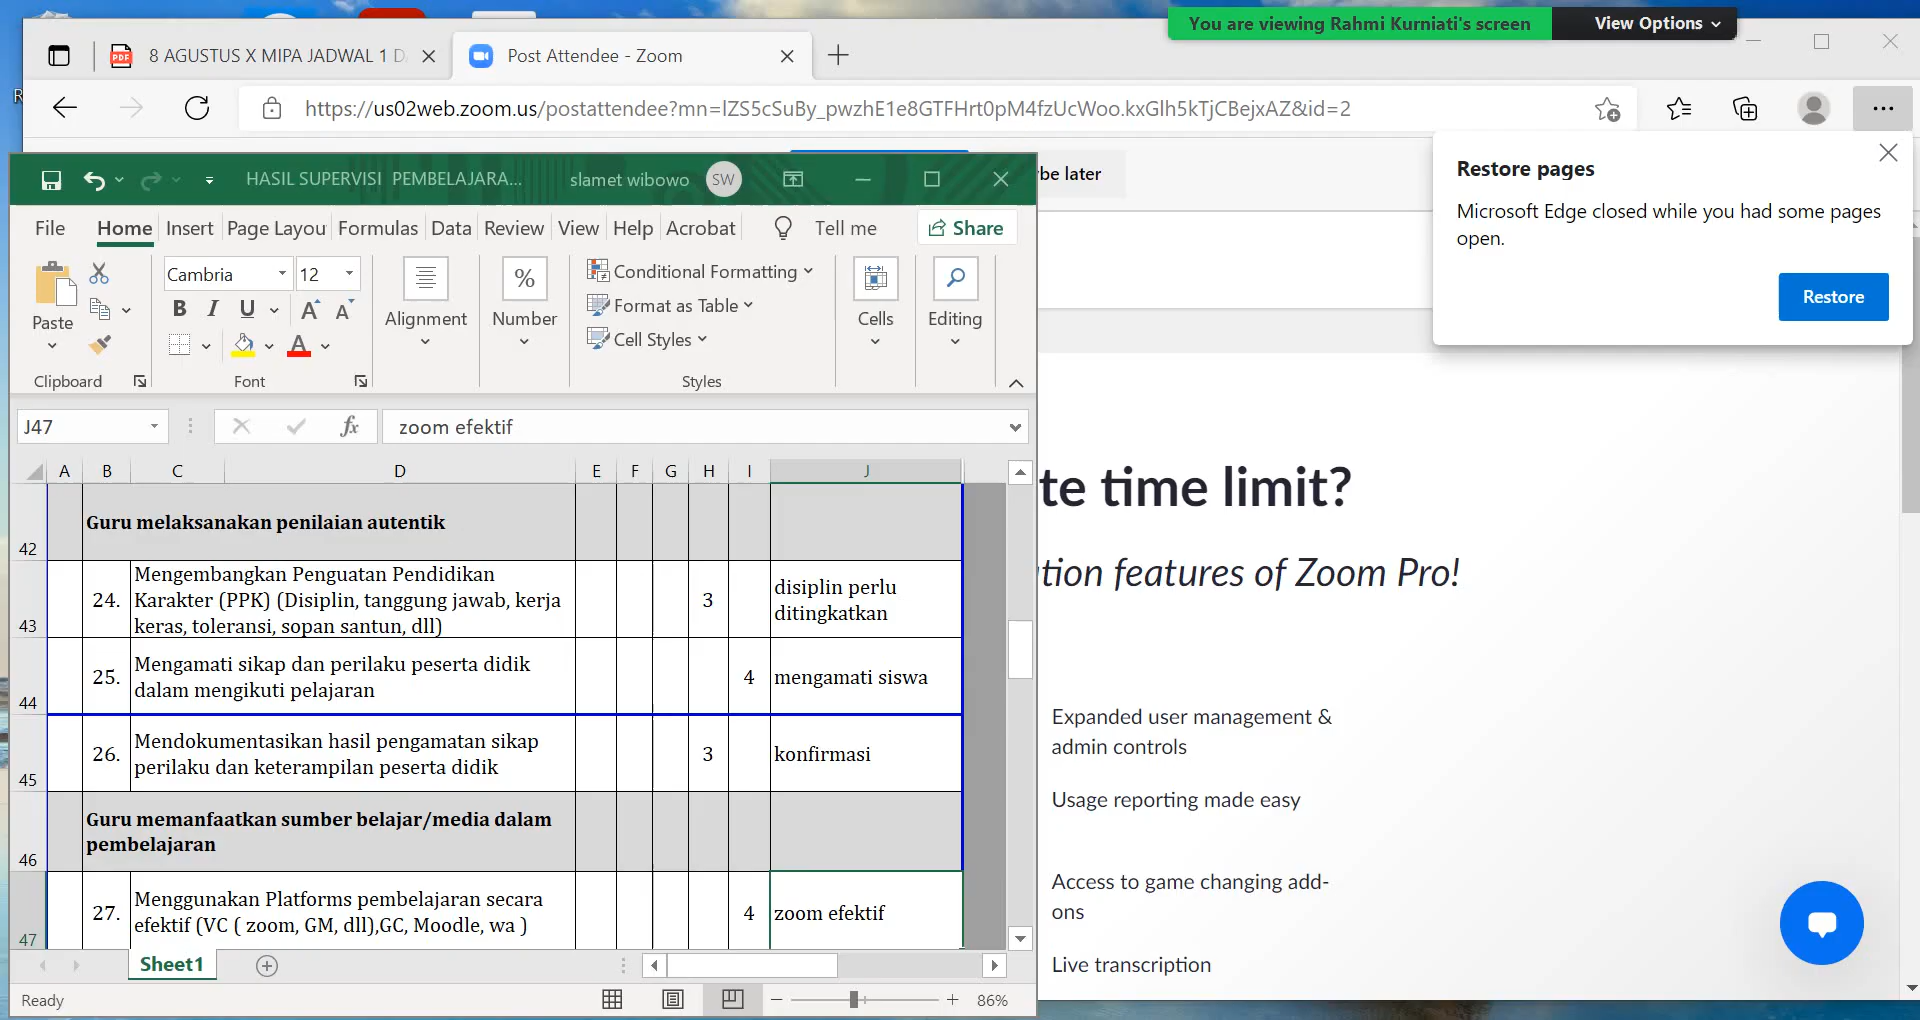 You are viewing Rahmi Kurniati's screen
View Options
8 AGUSTUS X MIPA JADWAL 1 D
Post Attendee - Zoom
https://us02web.zoom.us/postattendee?mn=lZS5cSuBy_pwzhE1e8GTFHrt0pM4fzUcWoo.kxGlh5kTjCBejxAZ&id=2
Restore pages
Microsoft Edge closed while you had some pages
open.
Restore
be later
te time limit?
tion features of Zoom Pro!
Expanded user management &
admin controls
Usage reporting made easy
Access to game changing add-
ons
Live transcription
HASIL SUPERVISI PEMBELAJARA...
slamet wibowo
SW
File Home Insert Page Layou Formulas Data Review View Help Acrobat Tell me Share
Paste
Clipboard
Cambria 12
B I U A A
A
Font
Alignment
%
Number
Conditional Formatting
Format as Table
Cell Styles
Styles
Cells
Editing
J47 fx zoom efektif
A B C D E F G H I J
42 Guru melaksanakan penilaian autentik
43 24. Mengembangkan Penguatan Pendidikan
Karakter (PPK) (Disiplin, tanggung jawab, kerja
keras, toleransi, sopan santun, dll)
3
disiplin perlu
ditingkatkan
44 25. Mengamati sikap dan perilaku peserta didik
dalam mengikuti pelajaran
4 mengamati siswa
45 26. Mendokumentasikan hasil pengamatan sikap
perilaku dan keterampilan peserta didik
3 konfirmasi
46 Guru memanfaatkan sumber belajar/media dalam
pembelajaran
47 27. Menggunakan Platforms pembelajaran secara
efektif (VC ( zoom, GM, dll),GC, Moodle, wa )
4 zoom efektif
Sheet1
Ready
86%